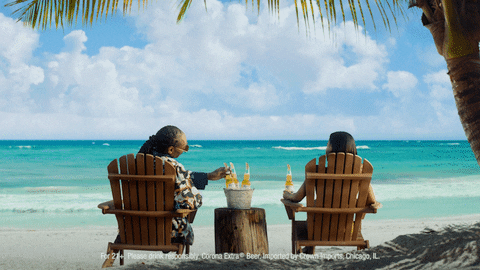 For 21+. Please drink responsibly. Corona Extra® Beer. Imported by Crown Imports, Chicago, IL.